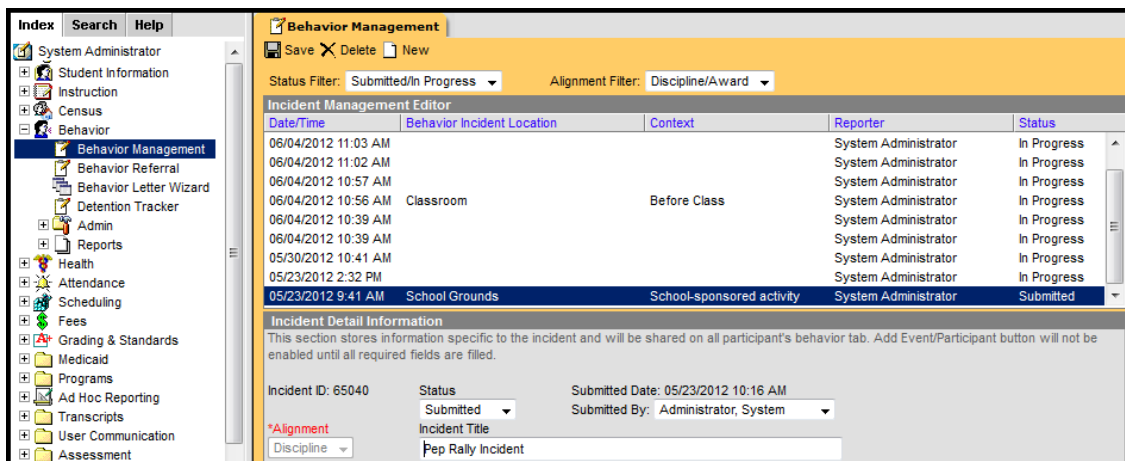 Index Search Help
System Administrator
Student Information
Instruction
Census
Behavior
Behavior Management
Behavior Referral
Behavior Letter Wizard
Detention Tracker
Admin
Reports
Health
Attendance
Scheduling
Fees
Grading & Standards
Medicaid
Programs
Ad Hoc Reporting
Transcripts
User Communication
Assessment
Behavior Management
Save Delete New
Status Filter: Submitted/In Progress Alignment Filter: Discipline/Award
Incident Management Editor
Date/Time Behavior Incident Location Context Reporter Status
06/04/2012 11:03 AM System Administrator In Progress
06/04/2012 11:02 AM System Administrator In Progress
06/04/2012 10:57 AM System Administrator In Progress
06/04/2012 10:56 AM Classroom Before Class System Administrator In Progress
06/04/2012 10:39 AM System Administrator In Progress
06/04/2012 10:39 AM System Administrator In Progress
05/30/2012 10:41 AM System Administrator In Progress
05/23/2012 2:32 PM System Administrator In Progress
05/23/2012 9:41 AM School Grounds School-sponsored activity System Administrator Submitted
Incident Detail Information
This section stores information specific to the incident and will be shared on all participant's behavior tab. Add Event/Participant button will not be
enabled until all required fields are filled.
Incident ID: 65040 Status Submitted Date: 05/23/2012 10:16 AM
Submitted Submitted By: Administrator, System
*Alignment Incident Title
Discipline Pep Rally Incident